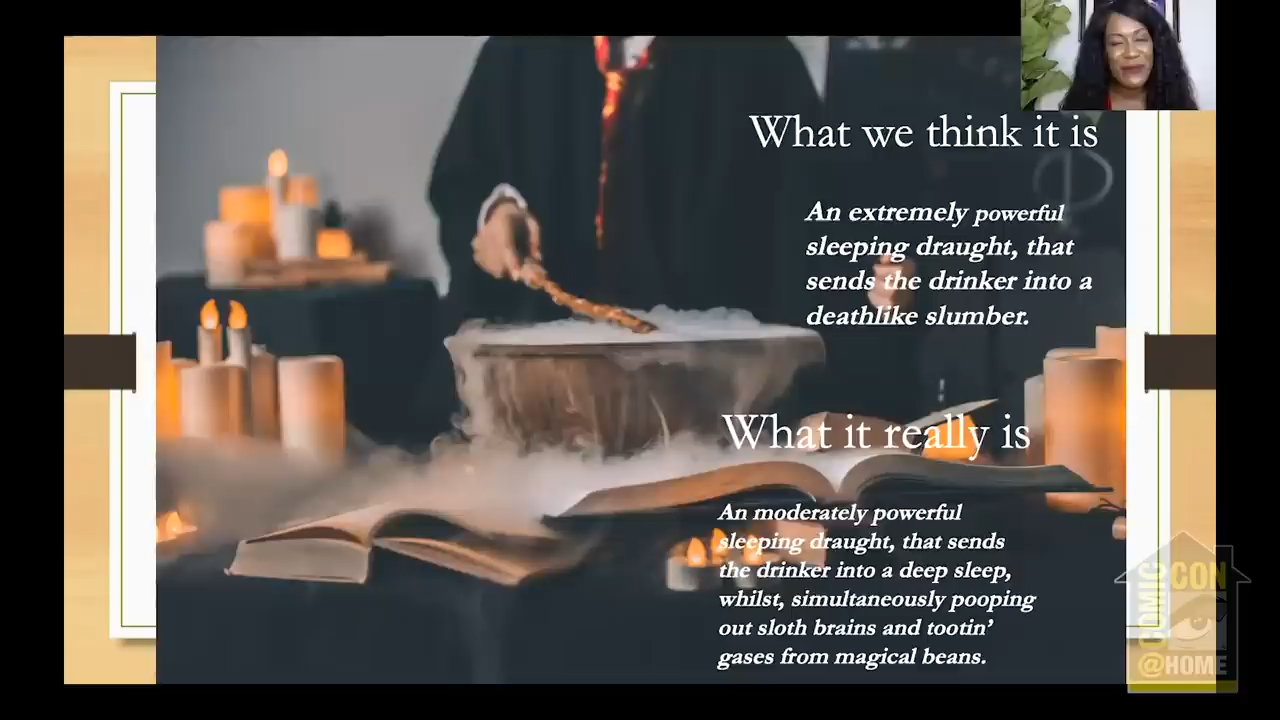 What we think it is
An extremely powerful
sleeping draught, that
sends the drinker into a
deathlike slumber.
What it really is
An moderately powerful
sleeping draught, that sends
the drinker into a deep sleep,
whilst, simultaneously pooping
out sloth brains and tootin’
gases from magical beans.
COMIC
CON
@HOME